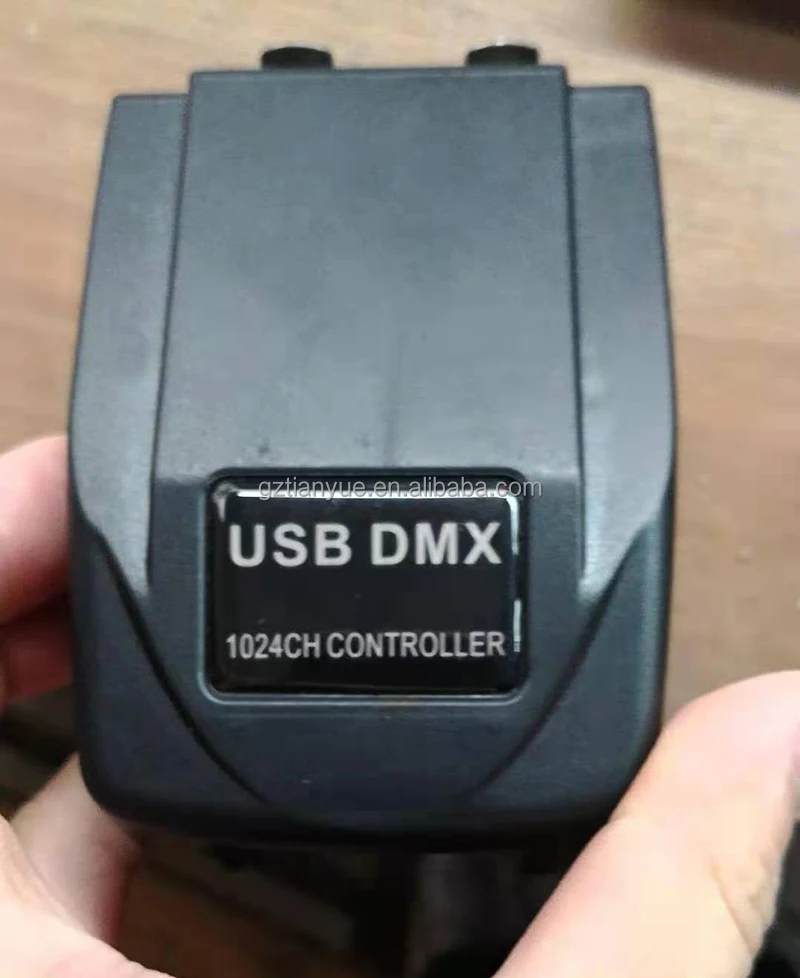 gztianyue.en.alibaba.com
USB DMX
1024CH CONTROLLER